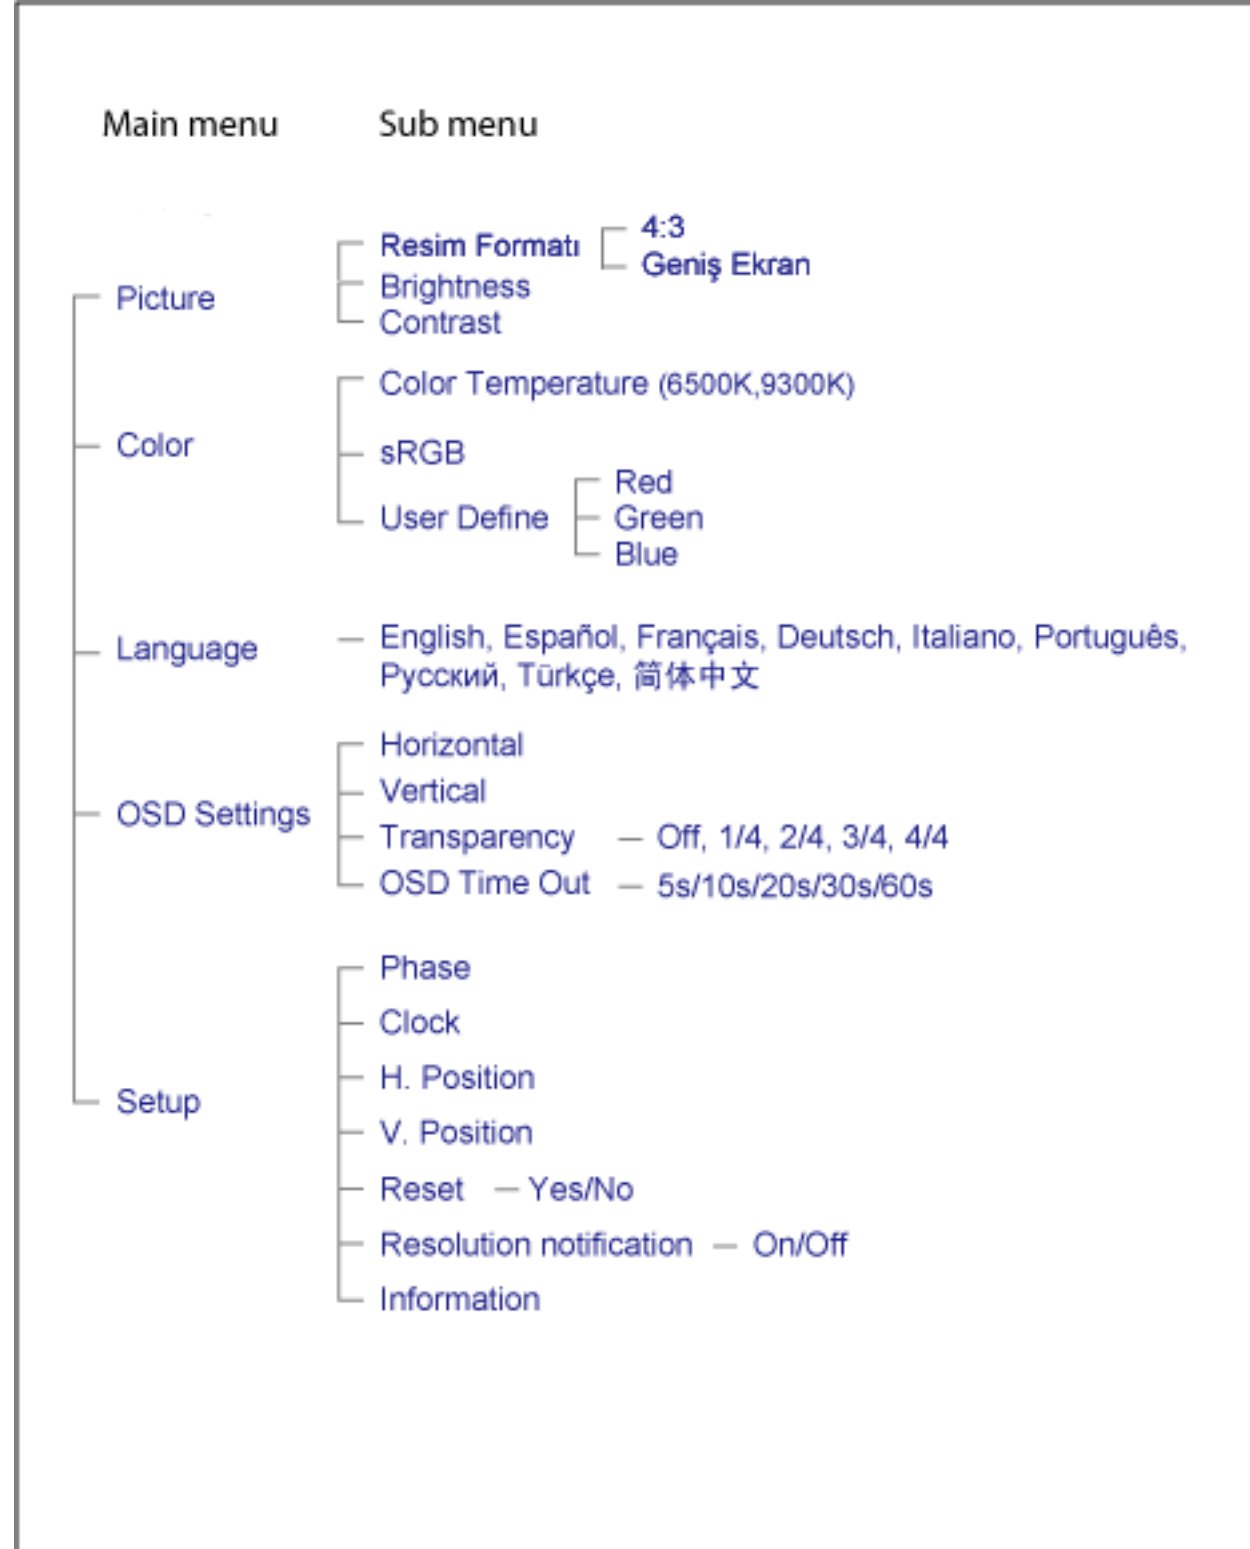 Main menu Sub menu
Resim Formatı 4:3
Geniş Ekran
Picture Brightness
Contrast
Color Temperature (6500K,9300K)
Color sRGB
Red
User Define Green
Blue
Language English, Español, Français, Deutsch, Italiano, Português,
Русский, Türkçe, 简体中文
Horizontal
Vertical
OSD Settings
Transparency Off, 1/4, 2/4, 3/4, 4/4
OSD Time Out 5s/10s/20s/30s/60s
Phase
Clock
H. Position
Setup
V. Position
Reset Yes/No
Resolution notification On/Off
Information